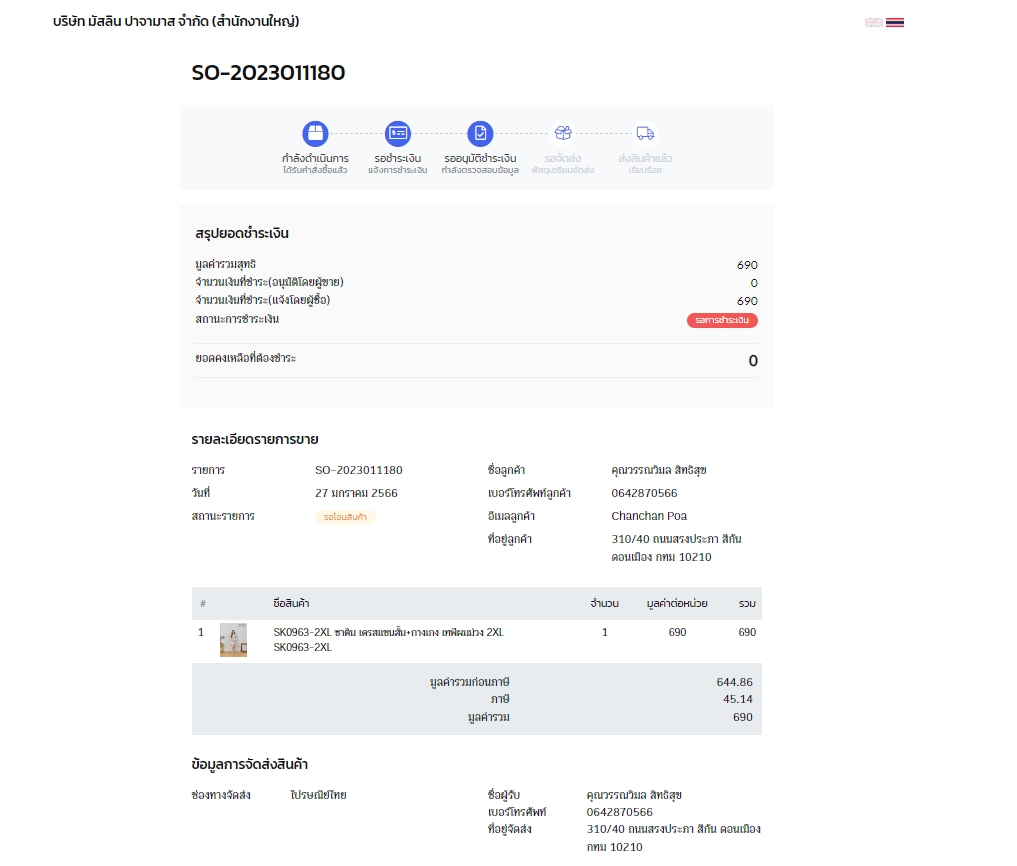 บริษัท มัสลิน ปาจามาส จำกัด (สำนักงานใหญ่)
SO-2023011180
กำลังดำเนินการ รอชำระเงิน รออนุมัติชำระเงิน รอจัดส่ง ส่งสินค้าแล้ว
ได้รับคำสั่งซื้อแล้ว แจ้งการชำระเงิน กำลังตรวจสอบข้อมูล พัสดุเตรียมจัดส่ง เรียบร้อย
สรุปยอดชำระเงิน
มูลค่ารวมสุทธิ 690
จำนวนเงินที่ชำระ(อนุมัติโดยผู้ขาย) 0
จำนวนเงินที่ชำระ(แจ้งโดยผู้ซื้อ) 690
สถานะการชำระเงิน รอการชำระเงิน
ยอดคงเหลือที่ต้องชำระ 0
รายละเอียดรายการขาย
รายการ SO-2023011180 ชื่อลูกค้า คุณวรรณวิมล สิทธิสุข
วันที่ 27 มกราคม 2566 เบอร์โทรศัพท์ลูกค้า 0642870566
สถานะรายการ รอโอนสินค้า อีเมลลูกค้า Chanchan Poa
ที่อยู่ลูกค้า 310/40 ถนนสรงประภา สีกัน
ดอนเมือง กทม 10210
# ชื่อสินค้า จำนวน มูลค่าต่อหน่วย รวม
1 SK0963-2XL ซาติน เดรสแขนสั้น+กางเกง เทพีผมม่วง 2XL 1 690 690
SK0963-2XL
มูลค่ารวมก่อนภาษี 644.86
ภาษี 45.14
มูลค่ารวม 690
ข้อมูลการจัดส่งสินค้า
ช่องทางจัดส่ง ไปรษณีย์ไทย ชื่อผู้รับ คุณวรรณวิมล สิทธิสุข
เบอร์โทรศัพท์ 0642870566
ที่อยู่จัดส่ง 310/40 ถนนสรงประภา สีกัน ดอนเมือง
กทม 10210